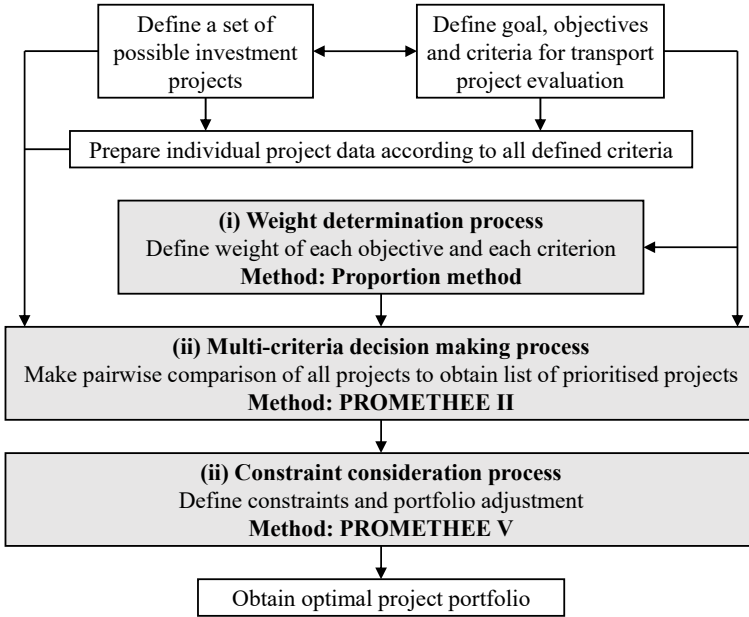 Define a set of
possible investment
projects
Define goal, objectives
and criteria for transport
project evaluation
Prepare individual project data according to all defined criteria
(i) Weight determination process
Define weight of each objective and each criterion
Method: Proportion method
(ii) Multi-criteria decision making process
Make pairwise comparison of all projects to obtain list of prioritised projects
Method: PROMETHEE II
(ii) Constraint consideration process
Define constraints and portfolio adjustment
Method: PROMETHEE V
Obtain optimal project portfolio